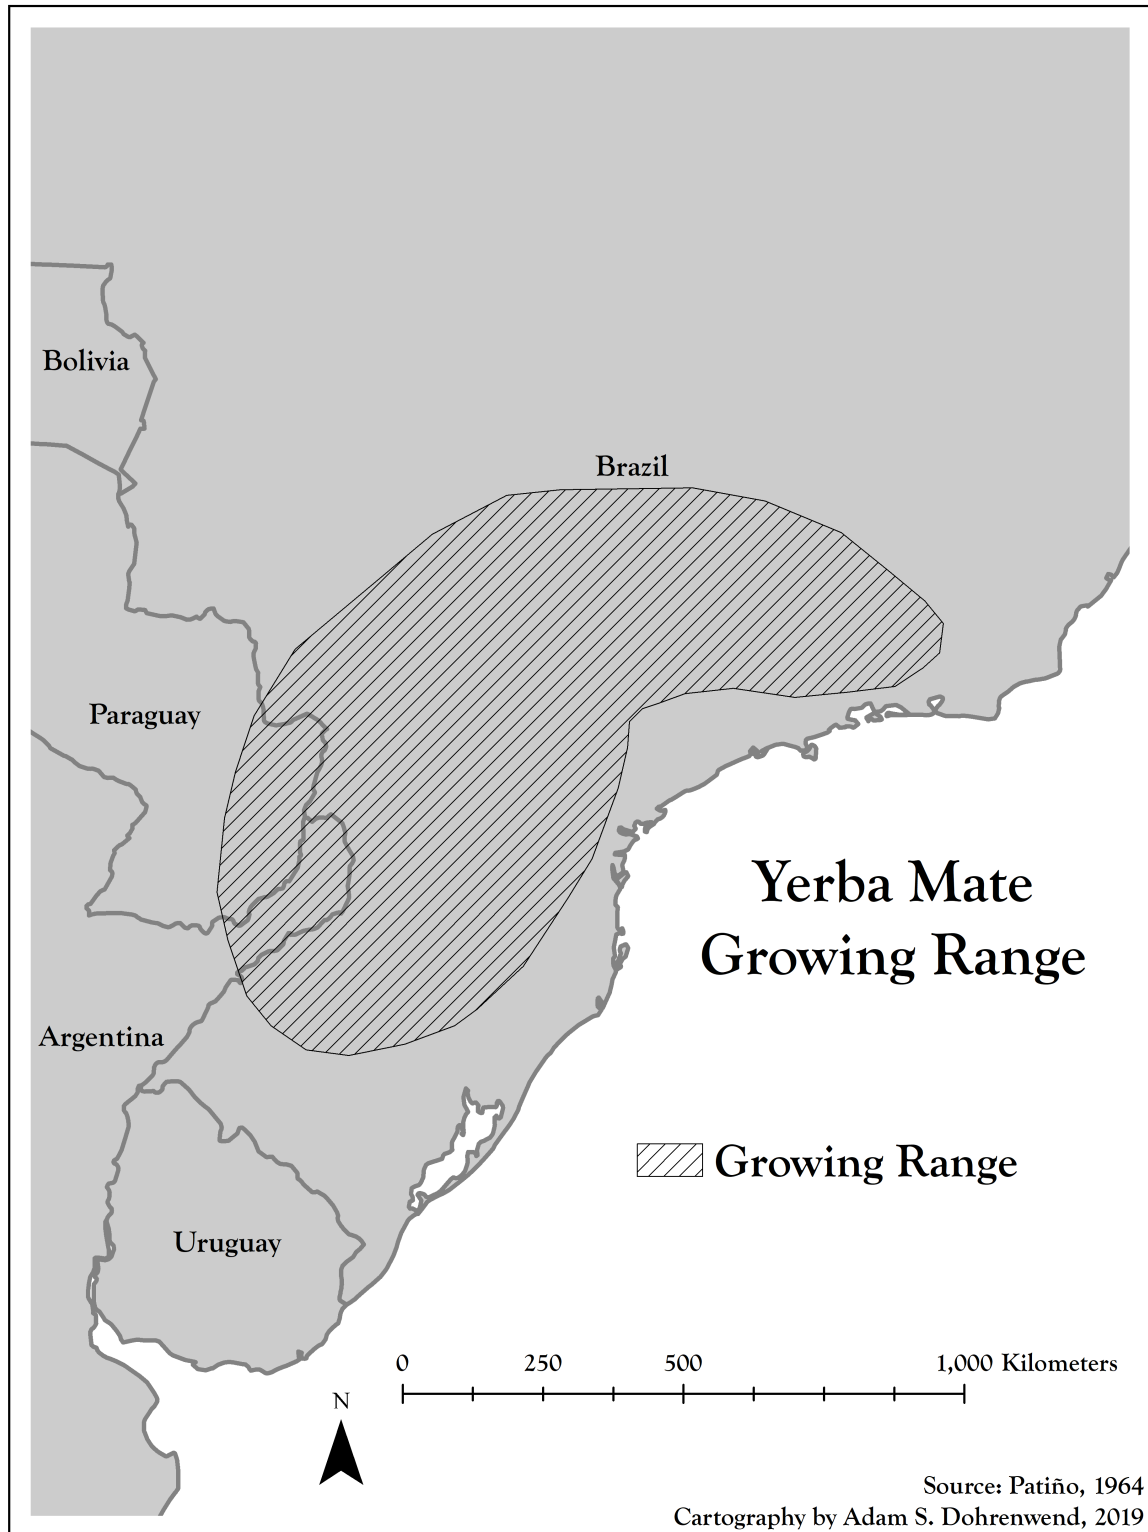 Bolivia
Brazil
Paraguay
Yerba Mate
Growing Range
Argentina
Growing Range
Uruguay
0 250 500 1,000 Kilometers
N
Source: Patiño, 1964
Cartography by Adam S. Dohrenwend, 2019